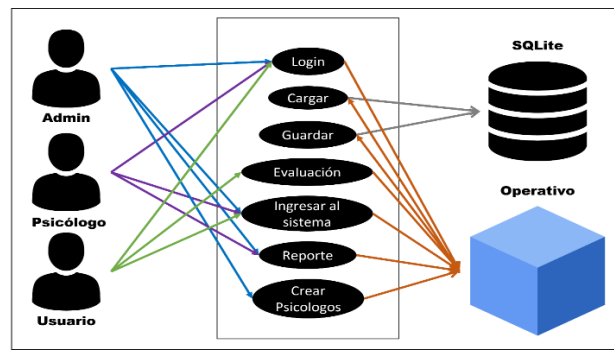 Admin
Psicólogo
Usuario
Login
Cargar
Guardar
Evaluación
Ingresar al
sistema
Reporte
Crear
Psicologos
SQLite
Operativo